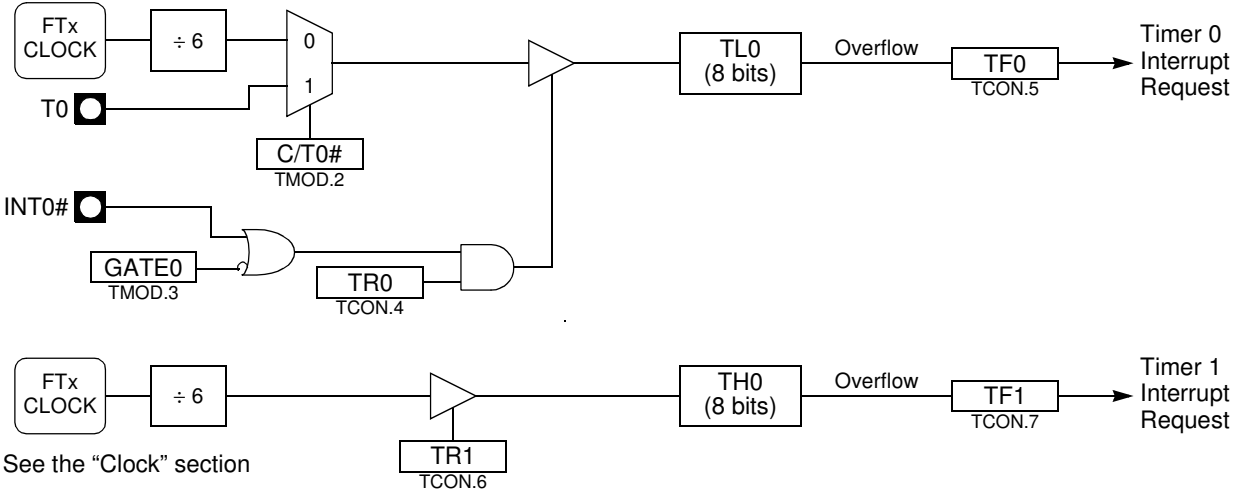 FTx
CLOCK
÷ 6
0
1
T0
C/T0#
TMOD.2
TL0
(8 bits)
Overflow
TF0
TCON.5
Timer 0
Interrupt
Request
INT0#
GATE0
TMOD.3
TR0
TCON.4
FTx
CLOCK
÷ 6
TR1
TCON.6
TH0
(8 bits)
Overflow
TF1
TCON.7
Timer 1
Interrupt
Request
See the “Clock” section